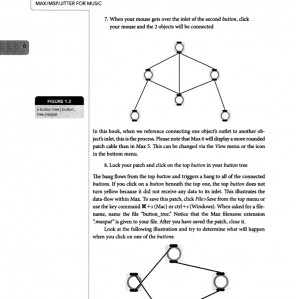 MAX/MSP/JITTER FOR MUSIC
6
7. When your mouse gets over the inlet of the second button, click
your mouse and the 2 objects will be connected
FIGURE 1.3
a button tree | button_
tree.maxpat
In this book, when we reference connecting one object's outlet to another ob-
ject's inlet, this is the process. Please note that Max 6 will display a more rounded
patch cable than in Max 5. This can be changed via the View menu or the icon
in the bottom menu.
8. Lock your patch and click on the top button in your button tree
The bang flows from the top button and triggers a bang to all of the connected
buttons. If you click on a button beneath the top one, the top button does not
turn yellow because it did not receive any data to its inlet. This illustrates the
data-flow within Max. To save this patch, click File>Save from the top menu or
use the key command ⌘+s (Mac) or ctrl+s (Windows). When asked for a file-
name, name the file "button_tree." Notice that the Max filename extension
".maxpat" is given to your file. After you have saved the patch, close it.
Look at the following illustration and try to determine what will happen
when you click on one of the buttons: